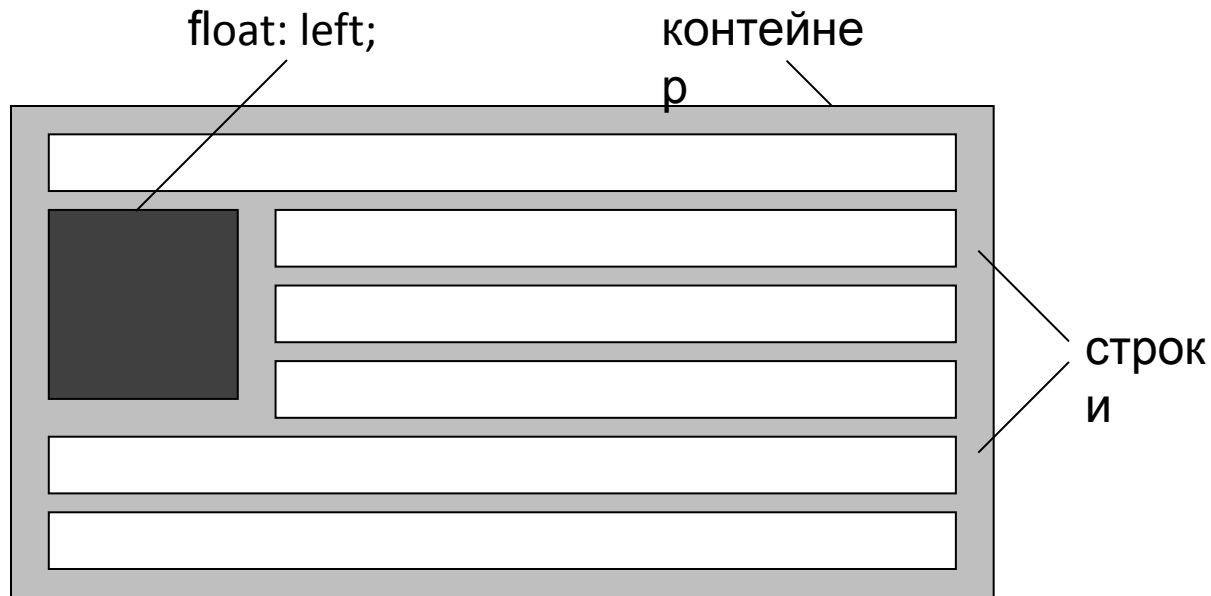 float: left;
контейне
р
строк
и